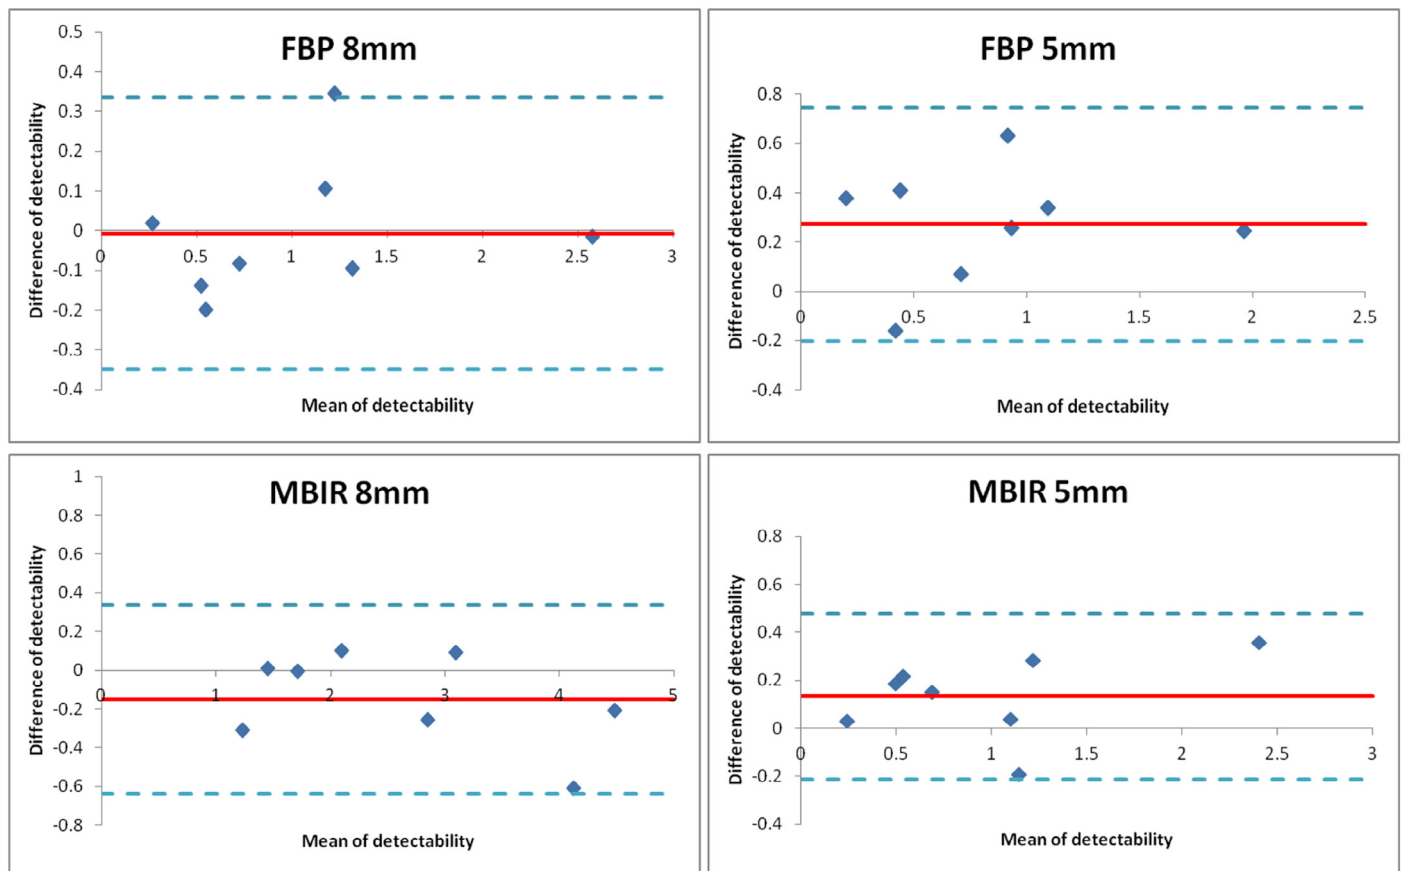 FBP 8mm
0.5
0.4
0.3
0.2
0.1
0
-0.1
-0.2
-0.3
-0.4
0 0.5 1 1.5 2 2.5 3
Difference of detectability
Mean of detectability
FBP 5mm
0.8
0.6
0.4
0.2
0
-0.2
-0.4
0 0.5 1 1.5 2 2.5
Difference of detectability
Mean of detectability
MBIR 8mm
1
0.8
0.6
0.4
0.2
0
-0.2
-0.4
-0.6
-0.8
0 1 2 3 4 5
Difference of detectability
Mean of detectability
MBIR 5mm
0.8
0.6
0.4
0.2
0
-0.2
-0.4
0 0.5 1 1.5 2 2.5 3
Difference of detectability
Mean of detectability